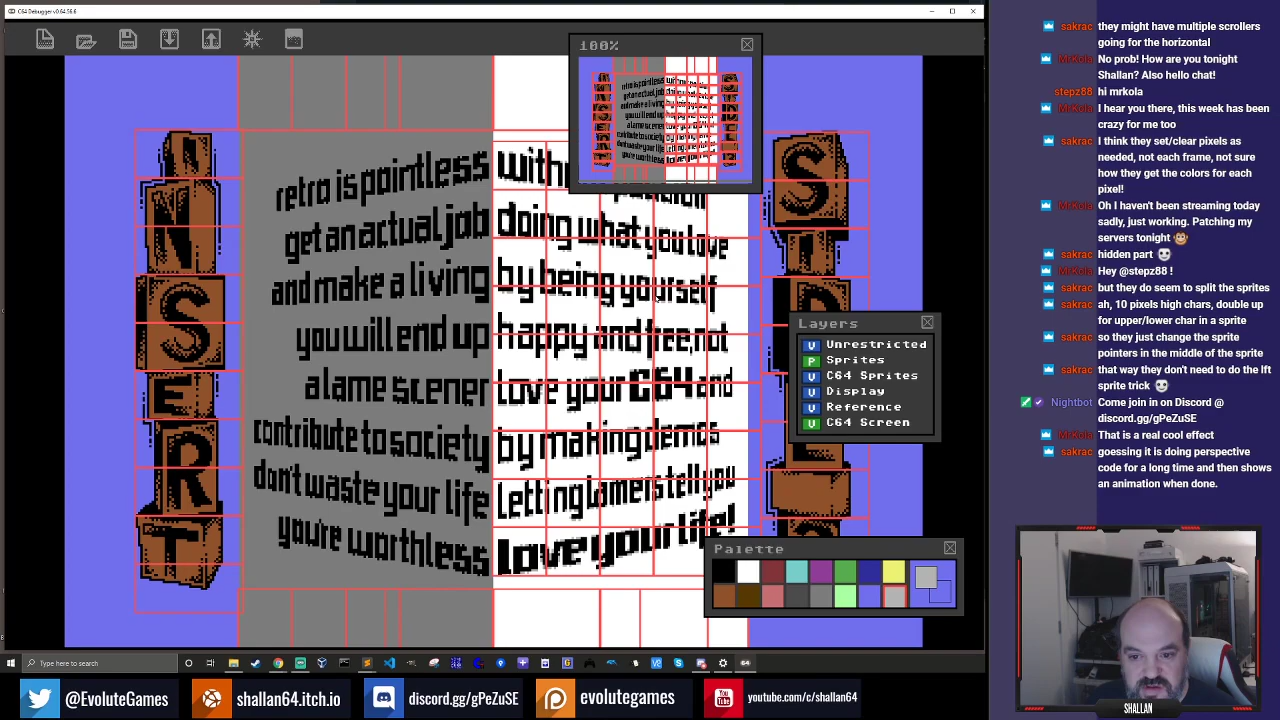 C64 Debugger v0.64.56.6
100%
retro is pointless
get an actual job
and make a living
you will end up
a lame scener
contribute to society
don't waste your life
you're worthless
doing what you love
by being yourself
happy and free, not
love your C64 and
by making demos
Letting lamers tell you
love your life!
INSERT
Layers
V Unrestricted
P Sprites
V C64 Sprites
V Display
V Reference
V C64 Screen
Palette
Type here to search
64
@EvoluteGames
shallan64.itch.io
discord.gg/gPeZuSE
evolutegames
You Tube
youtube.com/c/shallan64
sakrac they might have multiple scrollers
going for the horizontal
MrKola No prob! How are you tonight
Shallan? Also hello chat!
stepz88 hi mrkola
MrKola I hear you there, this week has been
crazy for me too
sakrac I think they set/clear pixels as
needed, not each frame, not sure
how they get the colors for each
pixel!
MrKola Oh I haven't been streaming today
sadly, just working. Patching my
servers tonight
sakrac hidden part
MrKola Hey @stepz88 !
sakrac but they do seem to split the sprites
sakrac ah, 10 pixels high chars, double up
for upper/lower char in a sprite
sakrac so they just change the sprite
pointers in the middle of the sprite
sakrac that way they don't need to do the lft
sprite trick
Nightbot Come join in on Discord @
discord.gg/gPeZuSE
MrKola That is a real cool effect
sakrac goessing it is doing perspective
code for a long time and then shows
an animation when done.
SHALLAN